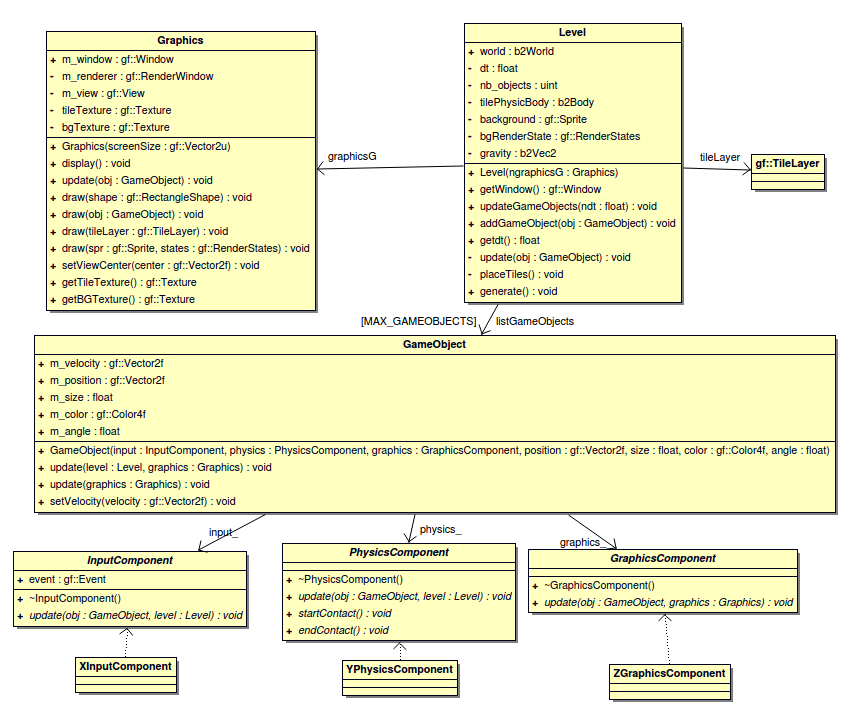 Graphics
+ m_window : gf::Window
- m_renderer : gf::RenderWindow
- m_view : gf::View
- tileTexture : gf::Texture
- bgTexture : gf::Texture
+ Graphics(screenSize : gf::Vector2u)
+ display() : void
+ update(obj : GameObject) : void
+ draw(shape : gf::RectangleShape) : void
+ draw(obj : GameObject) : void
+ draw(tileLayer : gf::TileLayer) : void
+ draw(spr : gf::Sprite, states : gf::RenderStates) : void
+ setViewCenter(center : gf::Vector2f) : void
+ getTileTexture() : gf::Texture
+ getBGTexture() : gf::Texture
graphicsG
Level
+ world : b2World
- dt : float
- nb_objects : uint
- tilePhysicBody : b2Body
- background : gf::Sprite
- bgRenderState : gf::RenderStates
- gravity : b2Vec2
+ Level(ngraphicsG : Graphics)
+ getWindow() : gf::Window
+ updateGameObjects(ndt : float) : void
+ addGameObject(obj : GameObject) : void
+ getdt() : float
- update(obj : GameObject) : void
- placeTiles() : void
+ generate() : void
tileLayer
gf::TileLayer
[MAX_GAMEOBJECTS] listGameObjects
GameObject
+ m_velocity : gf::Vector2f
+ m_position : gf::Vector2f
+ m_size : float
+ m_color : gf::Color4f
+ m_angle : float
+ GameObject(input : InputComponent, physics : PhysicsComponent, graphics : GraphicsComponent, position : gf::Vector2f, size : float, color : gf::Color4f, angle : float)
+ update(level : Level, graphics : Graphics) : void
+ update(graphics : Graphics) : void
+ setVelocity(velocity : gf::Vector2f) : void
input_
physics_
graphics_
InputComponent
+ event : gf::Event
+ ~InputComponent()
+ update(obj : GameObject, level : Level) : void
PhysicsComponent
+ ~PhysicsComponent()
+ update(obj : GameObject, level : Level) : void
+ startContact() : void
+ endContact() : void
GraphicsComponent
+ ~GraphicsComponent()
+ update(obj : GameObject, graphics : Graphics) : void
XInputComponent
YPhysicsComponent
ZGraphicsComponent